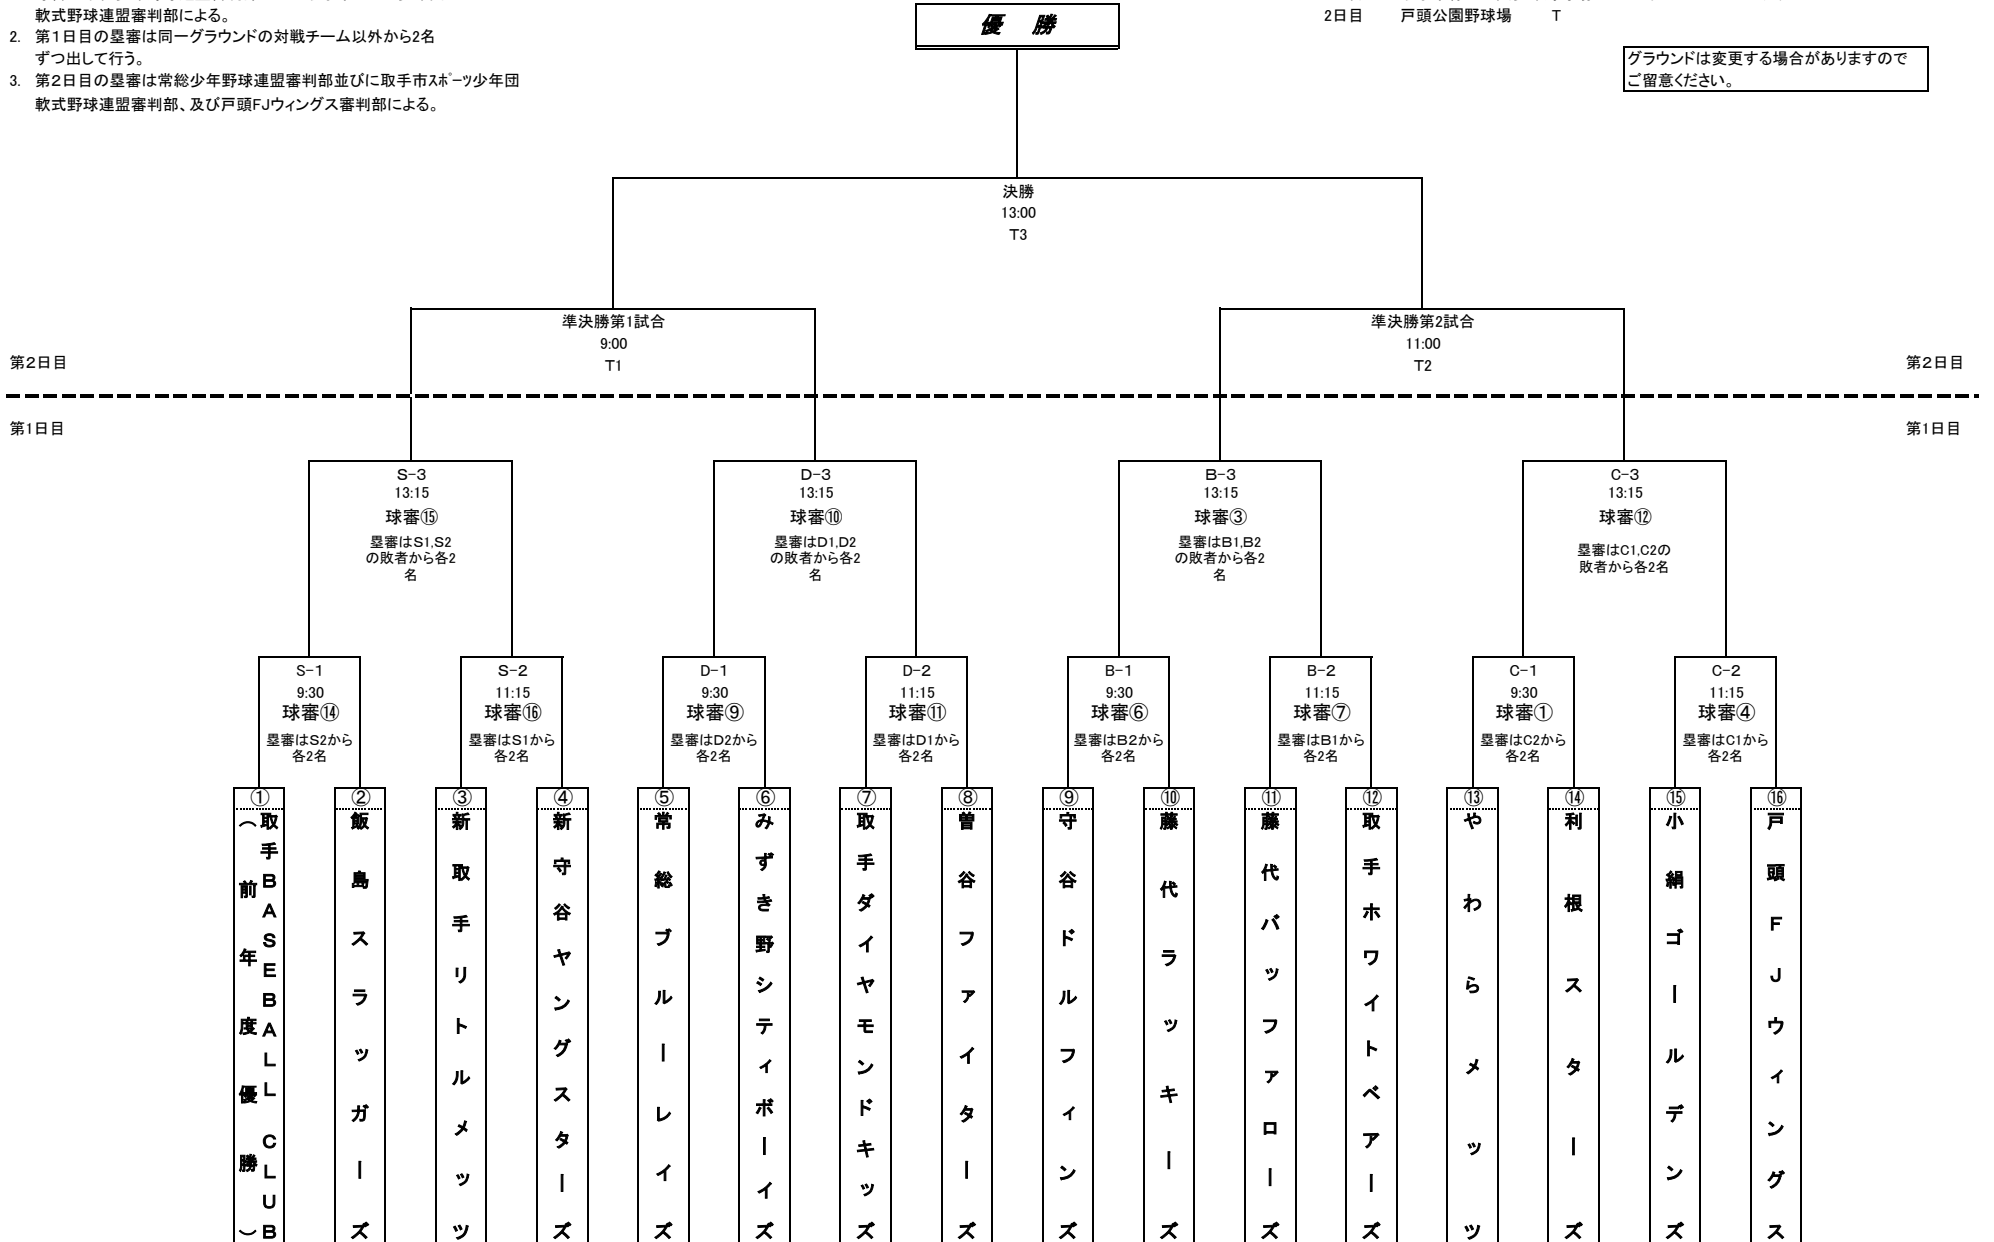 軟式野球連盟審判部による。
2. 第１日目の塁審は同一グラウンドの対戦チーム以外から2名
ずつ出して行う。
3. 第２日目の塁審は常総少年野球連盟審判部並びに取手市スポーツ少年団
軟式野球連盟審判部、及び戸頭FJウィングス審判部による。
優　勝
2日目　戸頭公園野球場　T
グラウンドは変更する場合がありますので
ご留意ください。
決勝
13:00
T3
準決勝第1試合
9:00
T1
準決勝第2試合
11:00
T2
第２日目
第２日目
第1日目
第1日目
S-3
13:15
球審⑮
塁審はS1,S2
の敗者から各2
名
D-3
13:15
球審⑩
塁審はD1,D2
の敗者から各2
名
B-3
13:15
球審③
塁審はB1,B2
の敗者から各2
名
C-3
13:15
球審⑫
塁審はC1,C2の
敗者から各2名
S-1
9:30
球審⑭
塁審はS2から
各2名
S-2
11:15
球審⑯
塁審はS1から
各2名
D-1
9:30
球審⑨
塁審はD2から
各2名
D-2
11:15
球審⑪
塁審はD1から
各2名
B-1
9:30
球審⑥
塁審はB2から
各2名
B-2
11:15
球審⑦
塁審はB1から
各2名
C-1
9:30
球審①
塁審はC2から
各2名
C-2
11:15
球審④
塁審はC1から
各2名
①
取手BASEBALL CLUB
（前年度優勝）
②
飯島スラッガーズ
③
新取手リトルメッツ
④
新守谷ヤングスターズ
⑤
常総ブルーレイズ
⑥
みずき野シティボーイズ
⑦
取手ダイヤモンドキッズ
⑧
曽谷ファイターズ
⑨
守谷ドルフィンズ
⑩
藤代ラッキーズ
⑪
藤代バッファローズ
⑫
取手ホワイトベアーズ
⑬
やわらメッツ
⑭
利根スターズ
⑮
小絹ゴールデンズ
⑯
戸頭FJウィングス